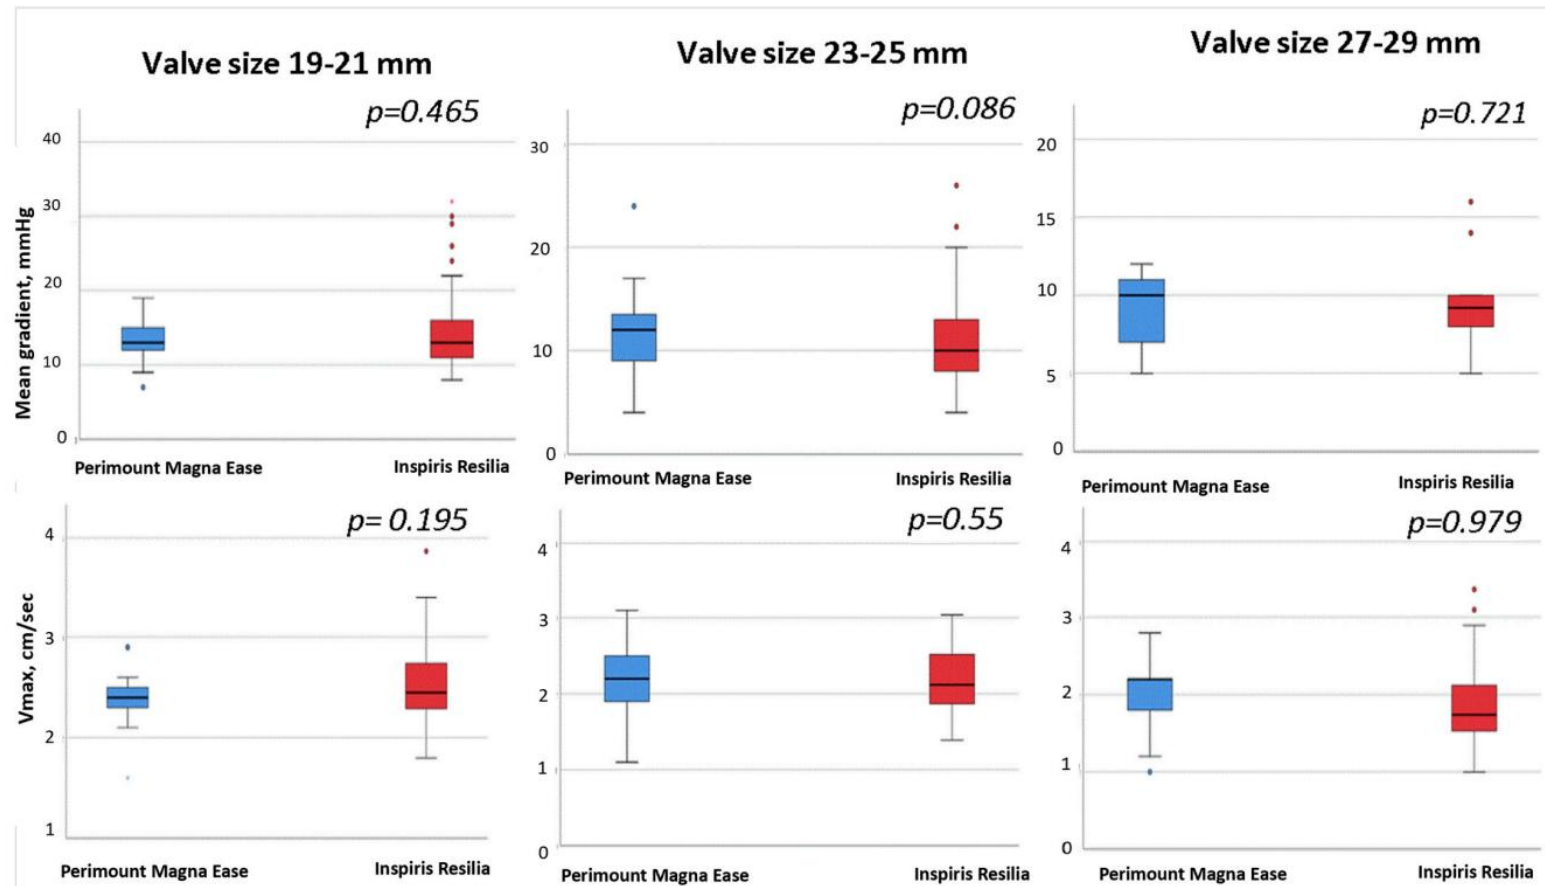 Valve size 19-21 mm
Valve size 23-25 mm
Valve size 27-29 mm
p=0.465
p=0.086
p=0.721
Mean gradient, mmHg
40
30
20
10
0
30
20
10
0
20
15
10
5
0
Perimount Magna Ease
Inspiris Resilia
Perimount Magna Ease
Inspiris Resilia
Perimount Magna Ease
Inspiris Resilia
p= 0.195
p=0.55
p=0.979
Vmax, cm/sec
4
3
2
1
4
3
2
1
0
4
3
2
1
0
Perimount Magna Ease
Inspiris Resilia
Perimount Magna Ease
Inspiris Resilia
Perimount Magna Ease
Inspiris Resilia